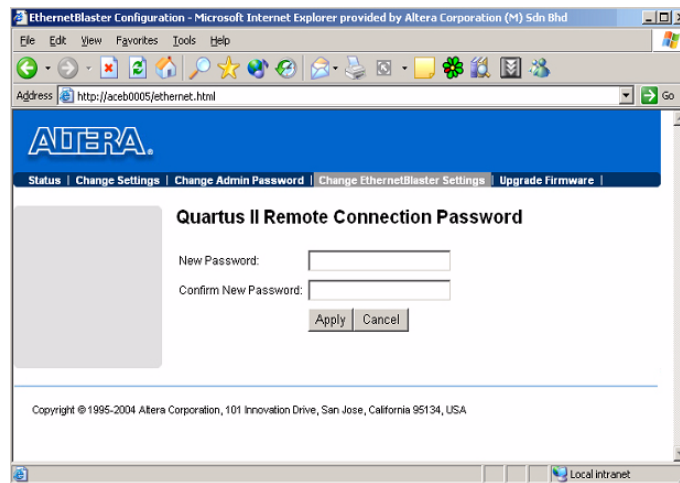 EthernetBlaster Configuration - Microsoft Internet Explorer provided by Altera Corporation (M) Sdn Bhd
File Edit View Favorites Tools Help
Address http://aceb0005/ethernet.html Go
ALTERA.
Status | Change Settings | Change Admin Password | Change EthernetBlaster Settings | Upgrade Firmware |
Quartus II Remote Connection Password
New Password:
Confirm New Password:
Apply Cancel
Copyright © 1995-2004 Altera Corporation, 101 Innovation Drive, San Jose, California 95134, USA
Local intranet